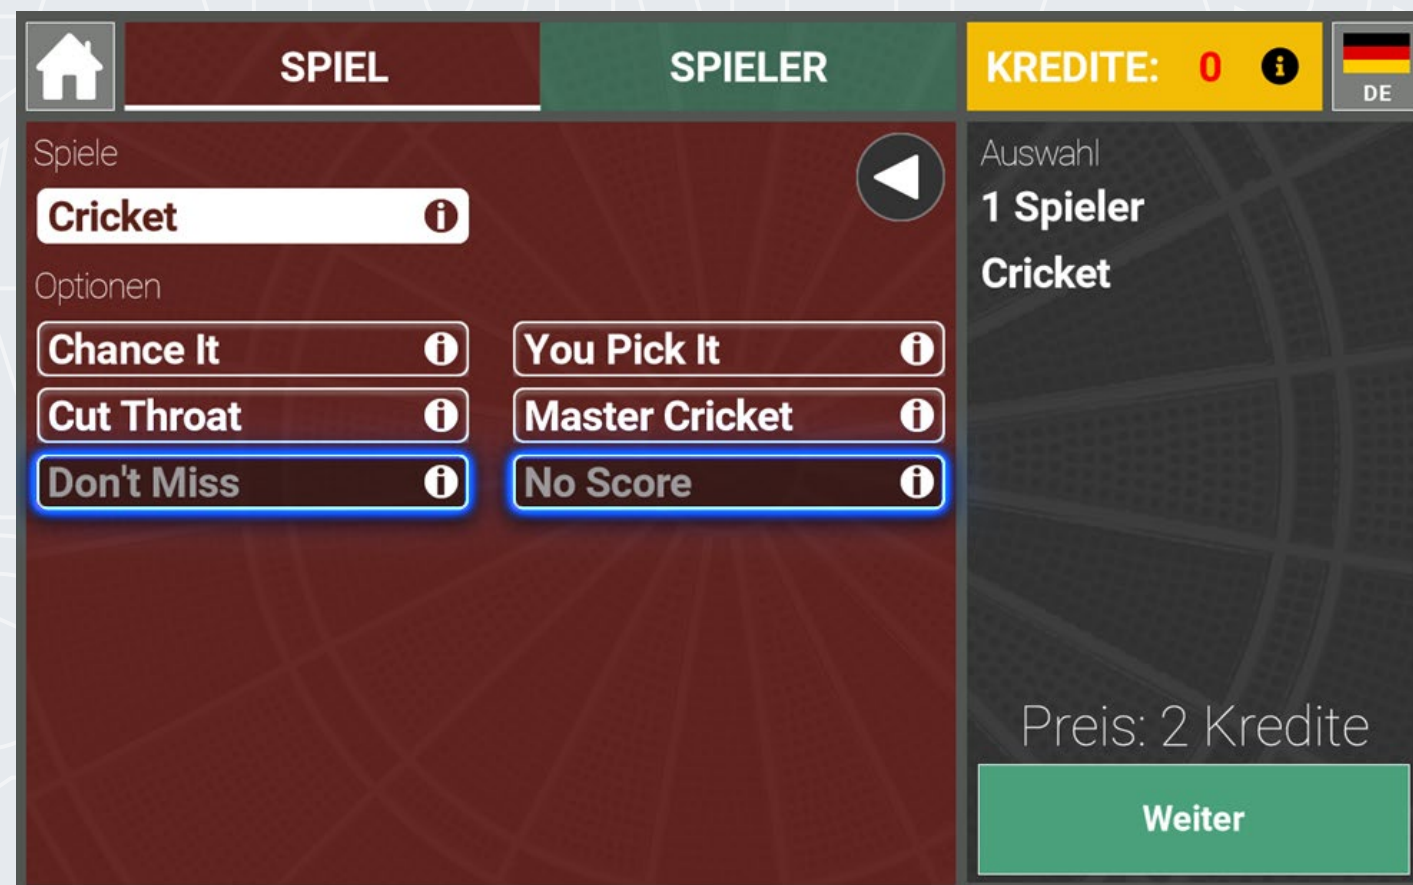 SPIEL
SPIELER
KREDITE: 0
DE
Spiele
Cricket
Optionen
Chance It
You Pick It
Cut Throat
Master Cricket
Don't Miss
No Score
Auswahl
1 Spieler
Cricket
Preis: 2 Kredite
Weiter